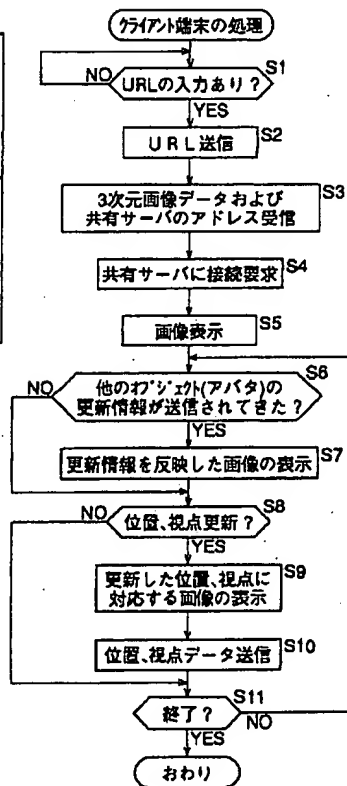 クライアント端末の処理
S1
NO
URLの入力あり?
YES
S2
URL送信
S3
3次元画像データおよび
共有サーバのアドレス受信
S4
共有サーバに接続要求
S5
画像表示
S6
NO
他のオブジェクト(アバタ)の
更新情報が送信されてきた?
YES
S7
更新情報を反映した画像の表示
S8
NO
位置、視点更新?
YES
S9
更新した位置、視点に
対応する画像の表示
S10
位置、視点データ送信
S11
終了?
NO
YES
おわり